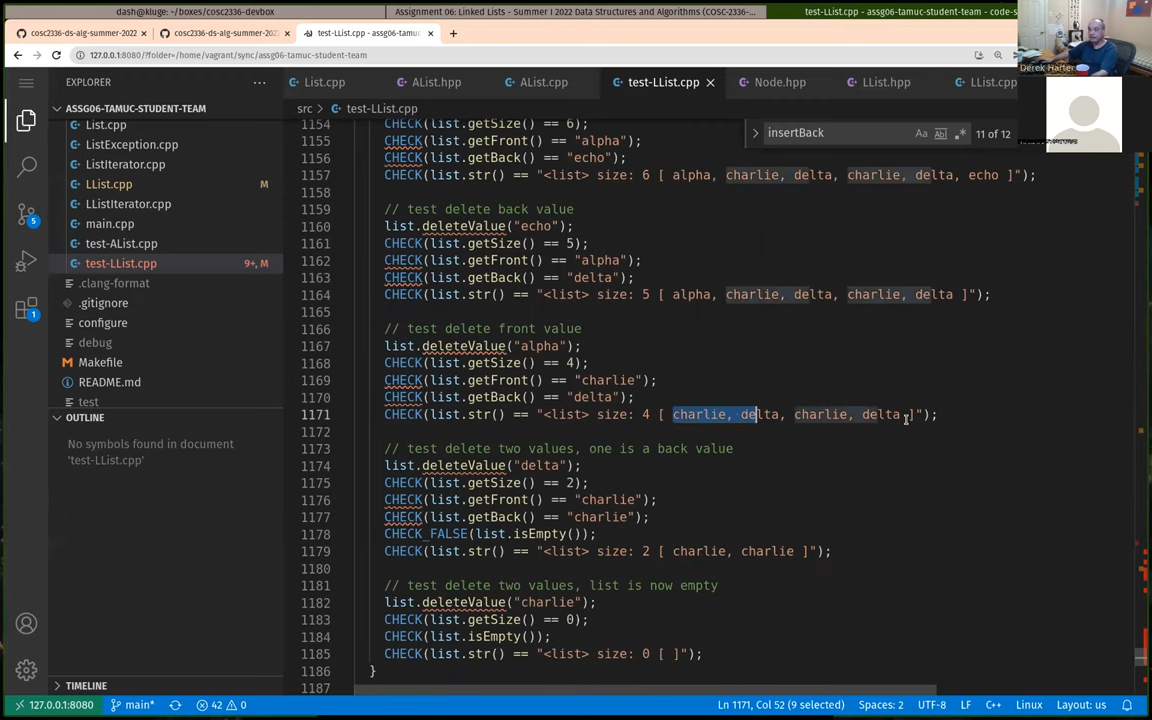 dash@kluge: ~/boxes/cosc2336-devbox
Assignment 06: Linked Lists - Summer I 2022 Data Structures and Algorithms (COSC-2336-...
test-LList.cpp - assg06-tamuc-student-team - code-s
cosc2336-ds-alg-summer-2022
cosc2336-ds-alg-summer-202
test-LList.cpp - assg06-tamuc-
127.0.0.1:8080/?folder=/home/vagrant/sync/assg06-tamuc-student-team
Derek Harter
EXPLORER
List.cpp
AList.hpp
AList.cpp
test-LList.cpp
Node.hpp
LList.hpp
LList.cpp
ASSG06-TAMUC-STUDENT-TEAM
List.cpp
ListException.cpp
ListIterator.cpp
LList.cpp M
LListIterator.cpp
main.cpp
test-AList.cpp
test-LList.cpp 9+, M
.clang-format
.gitignore
configure
debug
Makefile
README.md
test
OUTLINE
No symbols found in document
'test-LList.cpp'
TIMELINE
5
1
src > test-LList.cpp
insertBack
Aa
Ab
.*
11 of 12
1154 CHECK(list.getSize() == 6);
1155 CHECK(list.getFront() == "alpha");
1156 CHECK(list.getBack() == "echo");
1157 CHECK(list.str() == "<list> size: 6 [ alpha, charlie, delta, charlie, delta, echo ]");
1158
1159 // test delete back value
1160 list.deleteValue("echo");
1161 CHECK(list.getSize() == 5);
1162 CHECK(list.getFront() == "alpha");
1163 CHECK(list.getBack() == "delta");
1164 CHECK(list.str() == "<list> size: 5 [ alpha, charlie, delta, charlie, delta ]");
1165
1166 // test delete front value
1167 list.deleteValue("alpha");
1168 CHECK(list.getSize() == 4);
1169 CHECK(list.getFront() == "charlie");
1170 CHECK(list.getBack() == "delta");
1171 CHECK(list.str() == "<list> size: 4 [ charlie, delta, charlie, delta ]");
1172
1173 // test delete two values, one is a back value
1174 list.deleteValue("delta");
1175 CHECK(list.getSize() == 2);
1176 CHECK(list.getFront() == "charlie");
1177 CHECK(list.getBack() == "charlie");
1178 CHECK_FALSE(list.isEmpty());
1179 CHECK(list.str() == "<list> size: 2 [ charlie, charlie ]");
1180
1181 // test delete two values, list is now empty
1182 list.deleteValue("charlie");
1183 CHECK(list.getSize() == 0);
1184 CHECK(list.isEmpty());
1185 CHECK(list.str() == "<list> size: 0 [ ]");
1186 }
1187
127.0.0.1:8080
main*
42 0
Ln 1171, Col 52 (9 selected)
Spaces: 2
UTF-8
LF
C++
Linux
Layout: us